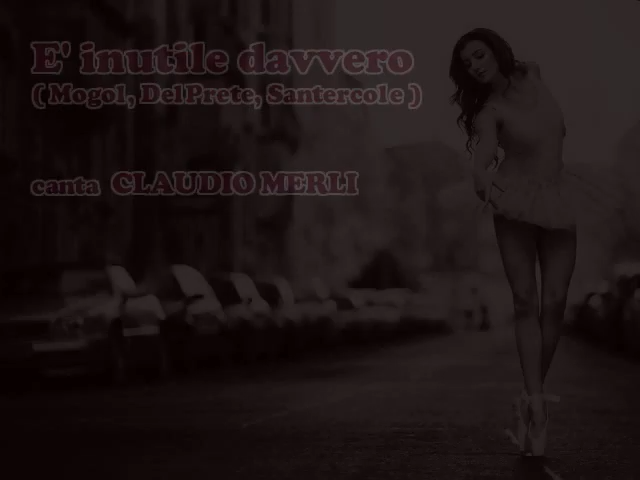 E' inutile davvero
( Mogol, DelPrete, Santercole )
canta CLAUDIO MERLI